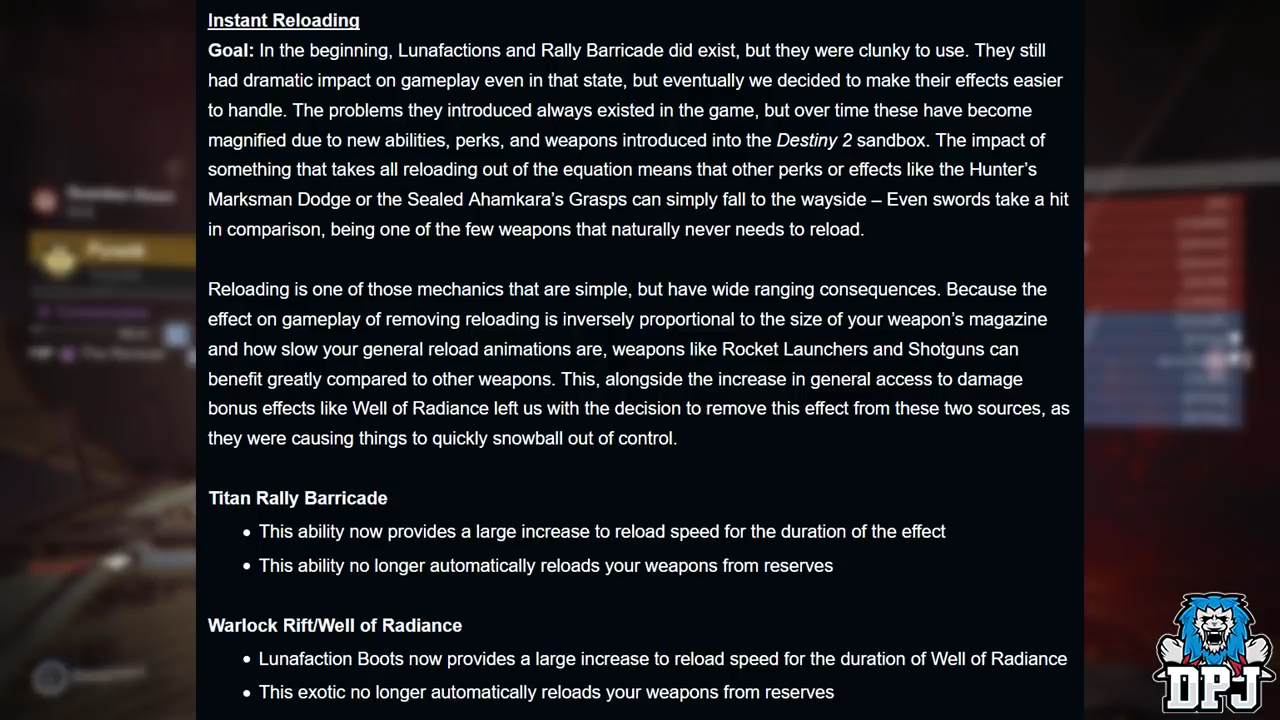 Instant Reloading
Goal: In the beginning, Lunafactions and Rally Barricade did exist, but they were clunky to use. They still
had dramatic impact on gameplay even in that state, but eventually we decided to make their effects easier
to handle. The problems they introduced always existed in the game, but over time these have become
magnified due to new abilities, perks, and weapons introduced into the Destiny 2 sandbox. The impact of
something that takes all reloading out of the equation means that other perks or effects like the Hunter's
Marksman Dodge or the Sealed Ahamkara's Grasps can simply fall to the wayside – Even swords take a hit
in comparison, being one of the few weapons that naturally never needs to reload.
Reloading is one of those mechanics that are simple, but have wide ranging consequences. Because the
effect on gameplay of removing reloading is inversely proportional to the size of your weapon's magazine
and how slow your general reload animations are, weapons like Rocket Launchers and Shotguns can
benefit greatly compared to other weapons. This, alongside the increase in general access to damage
bonus effects like Well of Radiance left us with the decision to remove this effect from these two sources, as
they were causing things to quickly snowball out of control.
Titan Rally Barricade
• This ability now provides a large increase to reload speed for the duration of the effect
• This ability no longer automatically reloads your weapons from reserves
Warlock Rift/Well of Radiance
• Lunafaction Boots now provides a large increase to reload speed for the duration of Well of Radiance
• This exotic no longer automatically reloads your weapons from reserves
DPJ